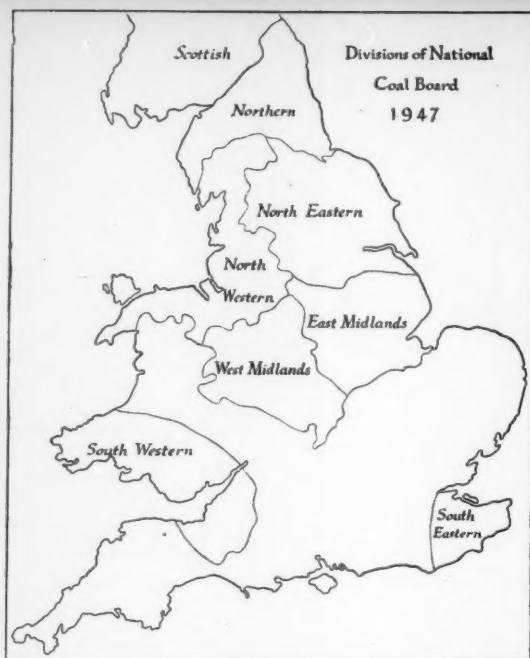 Scottish
Divisions of National
Coal Board
1947
Northern
North Eastern
North
Western
East Midlands
West Midlands
South Western
South
Eastern